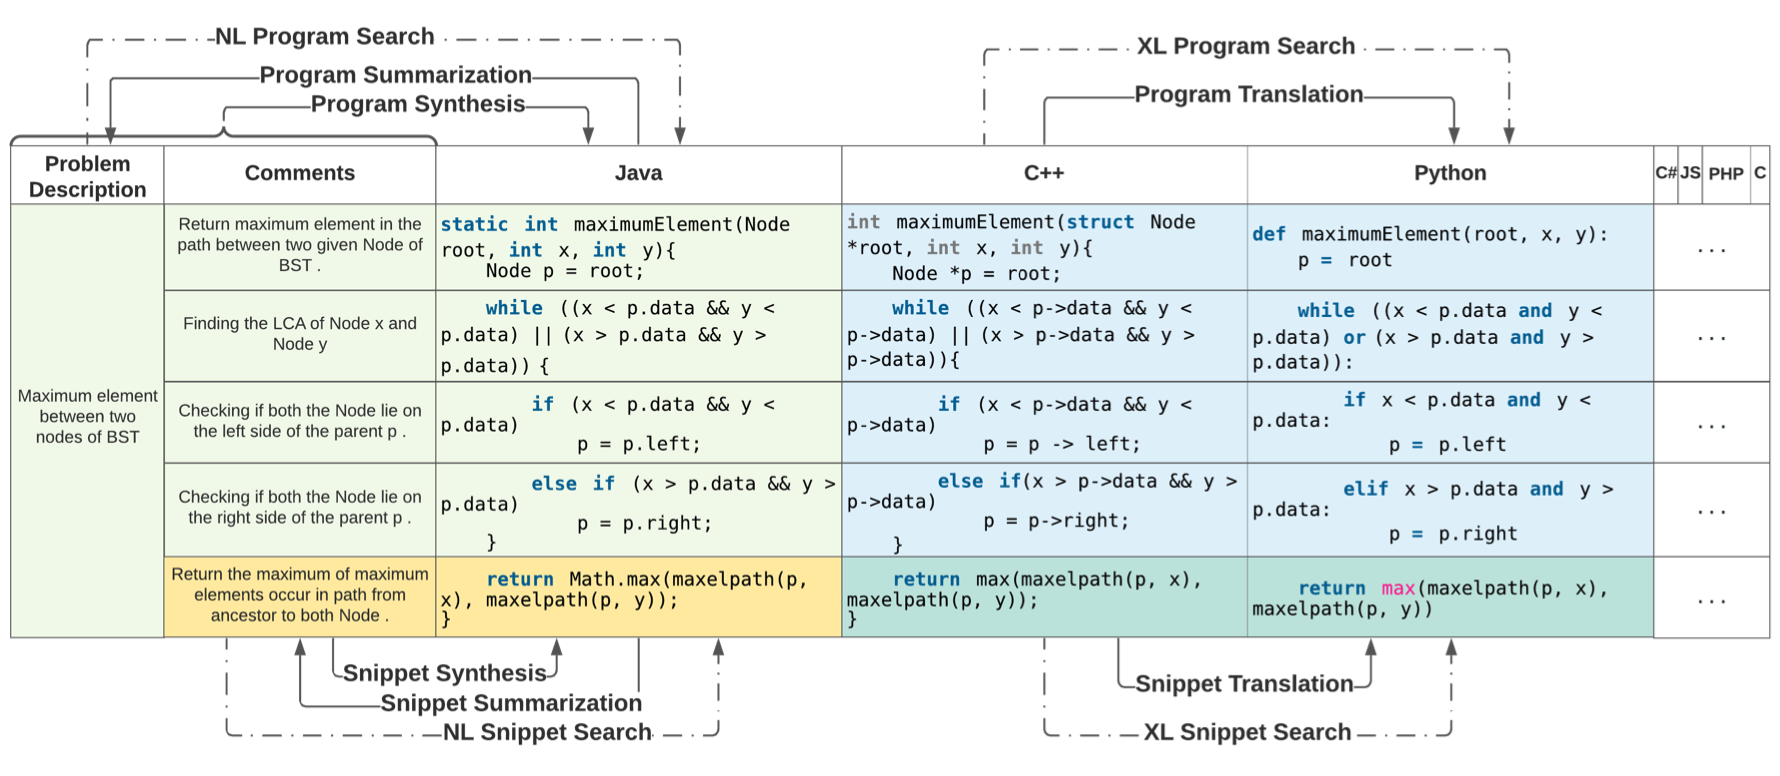 NL Program Search
XL Program Search
Program Summarization
Program Synthesis
Program Translation
Problem
Description
Comments
Java
C++
Python
C#
JS
PHP
C
Maximum element
between two
nodes of BST
Return maximum element in the
path between two given Node of
BST .
static int maximumElement(Node
root, int x, int y){
Node p = root;
int maximumElement(struct Node
*root, int x, int y){
Node *p = root;
def maximumElement(root, x, y):
p = root
...
Finding the LCA of Node x and
Node y
while ((x < p.data && y <
p.data) || (x > p.data && y >
p.data)) {
while ((x < p->data && y <
p->data) || (x > p->data && y >
p->data)){
while ((x < p.data and y <
p.data) or (x > p.data and y >
p.data)):
...
Checking if both the Node lie on
the left side of the parent p .
if (x < p.data && y <
p.data)
p = p.left;
if (x < p->data && y <
p->data)
p = p -> left;
if x < p.data and y <
p.data:
p = p.left
...
Checking if both the Node lie on
the right side of the parent p .
else if (x > p.data && y >
p.data)
p = p.right;
}
else if(x > p->data && y >
p->data)
p = p->right;
}
elif x > p.data and y >
p.data:
p = p.right
...
Return the maximum of maximum
elements occur in path from
ancestor to both Node .
return Math.max(maxelpath(p,
x), maxelpath(p, y));
}
return max(maxelpath(p, x),
maxelpath(p, y));
}
return max(maxelpath(p, x),
maxelpath(p, y))
...
Snippet Synthesis
Snippet Summarization
NL Snippet Search
Snippet Translation
XL Snippet Search